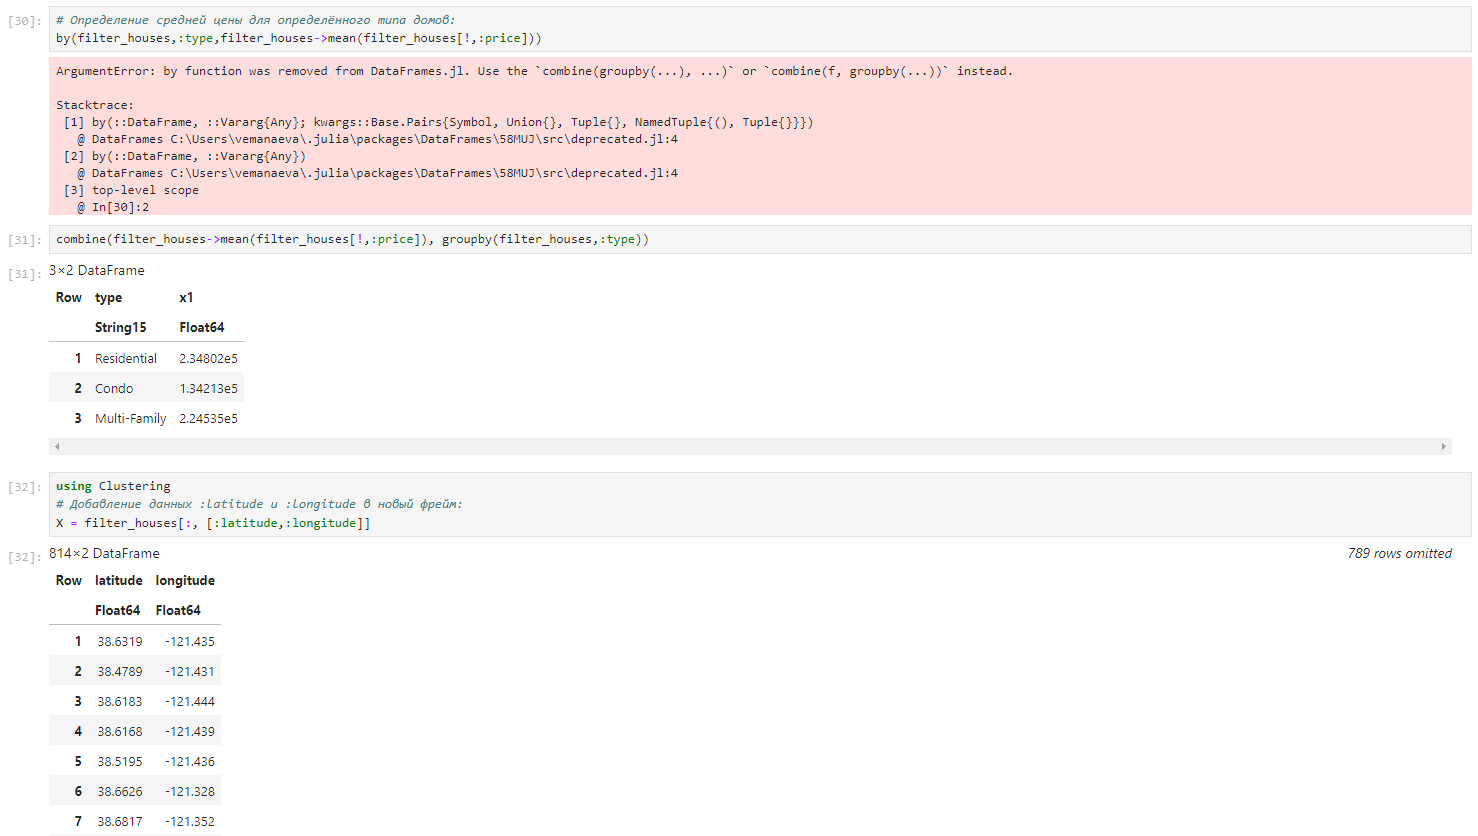 [30]: # Определение средней цены для определённого типа домов:
by(filter_houses,:type,filter_houses->mean(filter_houses[!,:price]))
ArgumentError: by function was removed from DataFrames.jl. Use the `combine(groupby(...), ...)` or `combine(f, groupby(...))` instead.
Stacktrace:
[1] by(::DataFrame, ::Vararg{Any}; kwargs::Base.Pairs{Symbol, Union{}, Tuple{}, NamedTuple{(), Tuple{}}})
@ DataFrames C:\Users\vemanaeva\.julia\packages\DataFrames\58MUJ\src\deprecated.jl:4
[2] by(::DataFrame, ::Vararg{Any})
@ DataFrames C:\Users\vemanaeva\.julia\packages\DataFrames\58MUJ\src\deprecated.jl:4
[3] top-level scope
@ In[30]:2
[31]: combine(filter_houses->mean(filter_houses[!,:price]), groupby(filter_houses,:type))
[31]: 3×2 DataFrame
Row type x1
String15 Float64
1 Residential 2.34802e5
2 Condo 1.34213e5
3 Multi-Family 2.24535e5
[32]: using Clustering
# Добавление данных :latitude и :longitude в новый фрейм:
X = filter_houses[:, [:latitude,:longitude]]
[32]: 814×2 DataFrame 789 rows omitted
Row latitude longitude
Float64 Float64
1 38.6319 -121.435
2 38.4789 -121.431
3 38.6183 -121.444
4 38.6168 -121.439
5 38.5195 -121.436
6 38.6626 -121.328
7 38.6817 -121.352